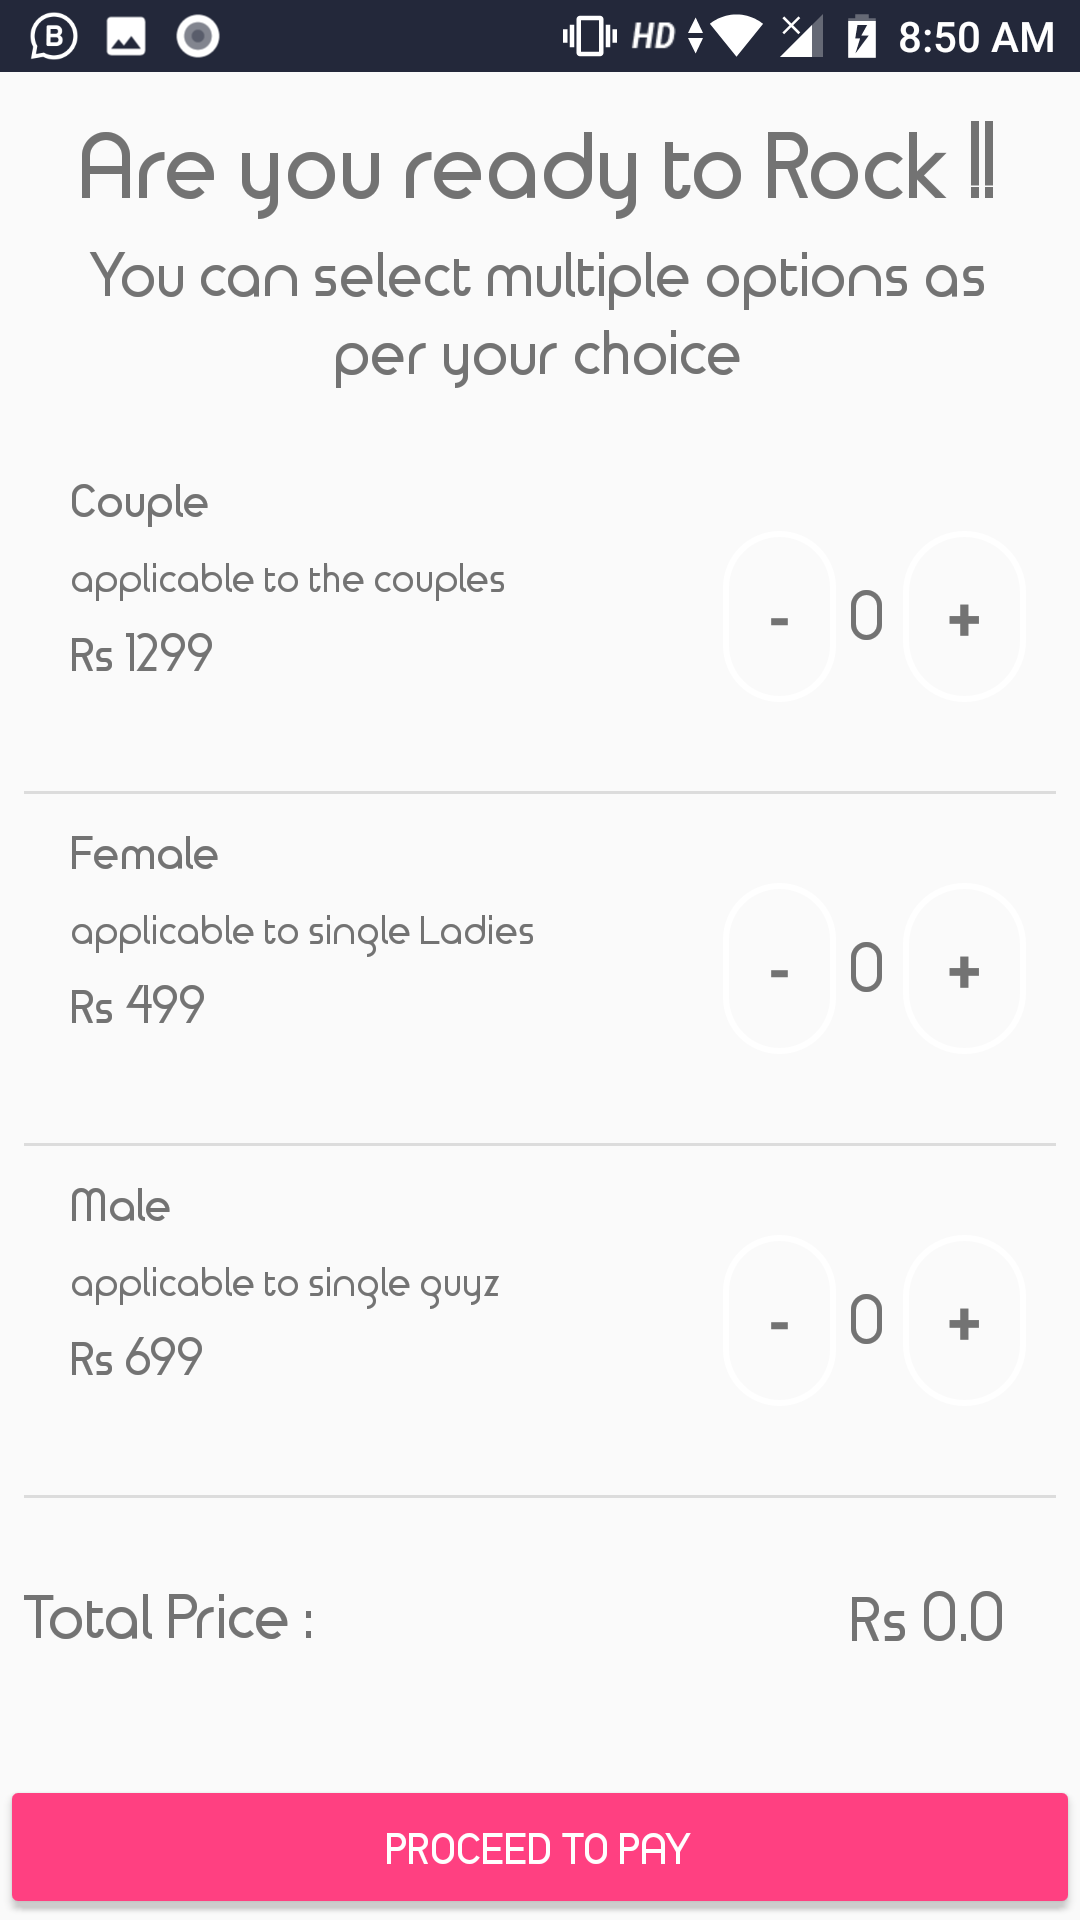 B HD 8:50 AM
Are you ready to Rock !!
You can select multiple options as
per your choice
Couple
applicable to the couples
Rs 1299
- 0 +
Female
applicable to single Ladies
Rs 499
- 0 +
Male
applicable to single guyz
Rs 699
- 0 +
Total Price : Rs 0.0
PROCEED TO PAY